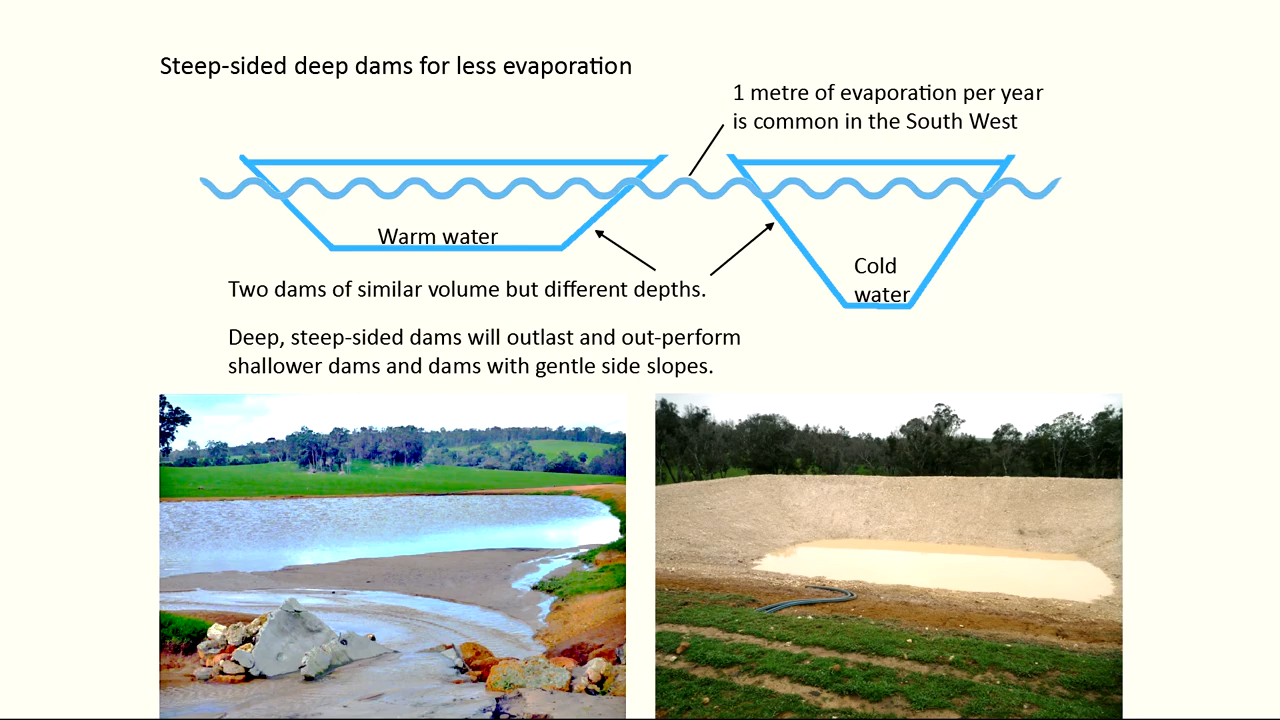 Steep-sided deep dams for less evaporation
1 metre of evaporation per year
is common in the South West
Warm water
Cold
water
Two dams of similar volume but different depths.
Deep, steep-sided dams will outlast and out-perform
shallower dams and dams with gentle side slopes.